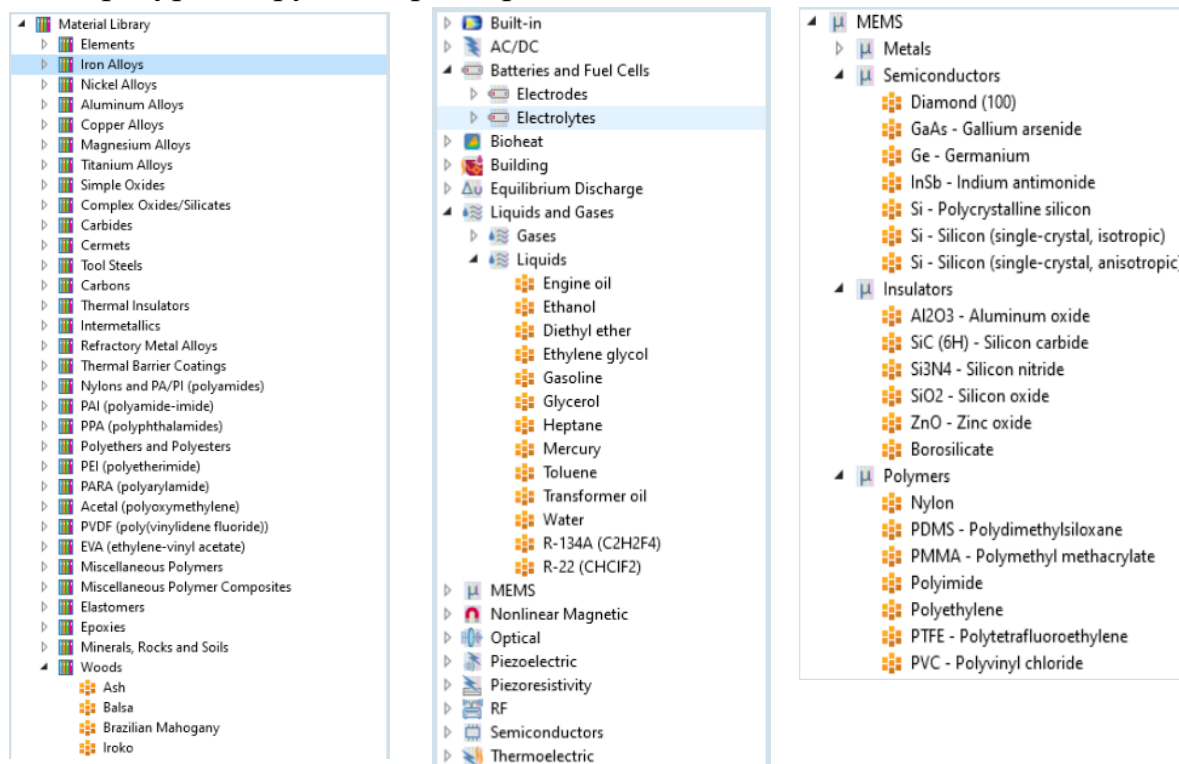 Material Library
Elements
Iron Alloys
Nickel Alloys
Aluminum Alloys
Copper Alloys
Magnesium Alloys
Titanium Alloys
Simple Oxides
Complex Oxides/Silicates
Carbides
Cermets
Tool Steels
Carbons
Thermal Insulators
Intermetallics
Refractory Metal Alloys
Thermal Barrier Coatings
Nylons and PA/PI (polyamides)
PAI (polyamide-imide)
PPA (polyphthalamides)
Polyethers and Polyesters
PEI (polyetherimide)
PARA (polyarylamide)
Acetal (polyoxymethylene)
PVDF (poly(vinylidene fluoride))
EVA (ethylene-vinyl acetate)
Miscellaneous Polymers
Miscellaneous Polymer Composites
Elastomers
Epoxies
Minerals, Rocks and Soils
Woods
Ash
Balsa
Brazilian Mahogany
Iroko
Built-in
AC/DC
Batteries and Fuel Cells
Electrodes
Electrolytes
Bioheat
Building
Equilibrium Discharge
Liquids and Gases
Gases
Liquids
Engine oil
Ethanol
Diethyl ether
Ethylene glycol
Gasoline
Glycerol
Heptane
Mercury
Toluene
Transformer oil
Water
R-134A (C2H2F4)
R-22 (CHClF2)
MEMS
Nonlinear Magnetic
Optical
Piezoelectric
Piezoresistivity
RF
Semiconductors
Thermoelectric
MEMS
Metals
Semiconductors
Diamond (100)
GaAs - Gallium arsenide
Ge - Germanium
InSb - Indium antimonide
Si - Polycrystalline silicon
Si - Silicon (single-crystal, isotropic)
Si - Silicon (single-crystal, anisotropic)
Insulators
Al2O3 - Aluminum oxide
SiC (6H) - Silicon carbide
Si3N4 - Silicon nitride
SiO2 - Silicon oxide
ZnO - Zinc oxide
Borosilicate
Polymers
Nylon
PDMS - Polydimethylsiloxane
PMMA - Polymethyl methacrylate
Polyimide
Polyethylene
PTFE - Polytetrafluoroethylene
PVC - Polyvinyl chloride